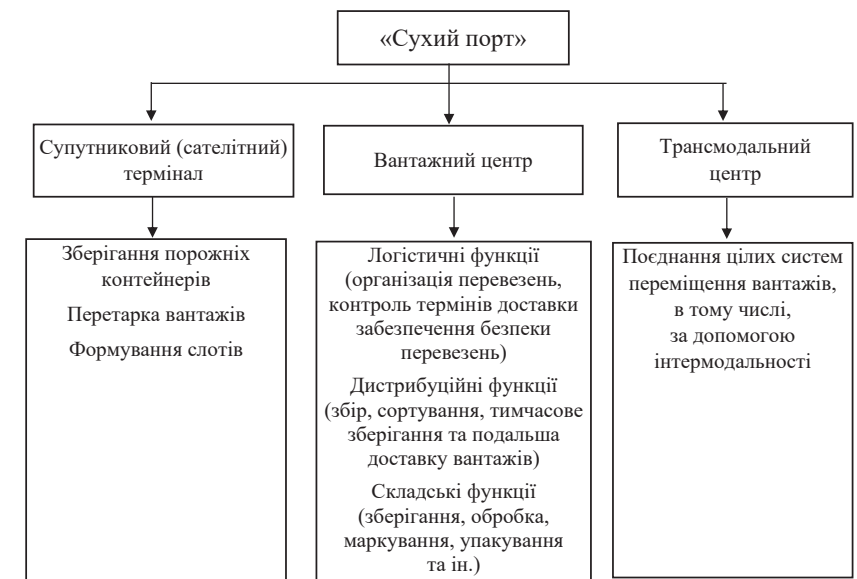 «Сухий порт»
Супутниковий (сателітний)
термінал
Вантажний центр
Трансмодальний
центр
Зберігання порожніх
контейнерів
Перетарка вантажів
Формування слотів
Логістичні функції
(організація перевезень,
контроль термінів доставки
забезпечення безпеки
перевезень)
Дистрибуційні функції
(збір, сортування, тимчасове
зберігання та подальша
доставку вантажів)
Складські функції
(зберігання, обробка,
маркування, упакування
та ін.)
Поєднання цілих систем
переміщення вантажів,
в тому числі,
за допомогою
інтермодальності